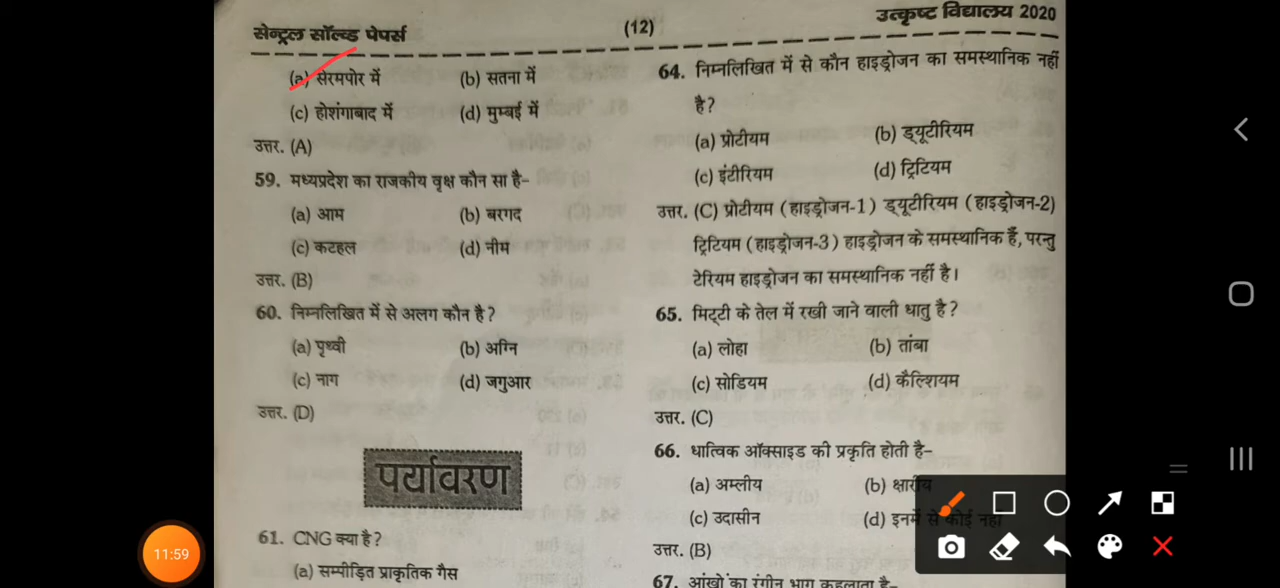 सेन्ट्रल सॉल्व्ड पेपर्स
(12)
उत्कृष्ट विद्यालय 2020
(a) सेरमपोर में (b) सतना में
(c) होशंगाबाद में (d) मुम्बई में
उत्तर. (A)
59. मध्यप्रदेश का राजकीय वृक्ष कौन सा है-
(a) आम (b) बरगद
(c) कटहल (d) नीम
उत्तर. (B)
60. निम्नलिखित में से अलग कौन है?
(a) पृथ्वी (b) अग्नि
(c) नाग (d) जगुआर
उत्तर. (D)
पर्यावरण
61. CNG क्या है?
(a) सम्पीड़ित प्राकृतिक गैस
64. निम्नलिखित में से कौन हाइड्रोजन का समस्थानिक नहीं
है?
(a) प्रोटीयम (b) ड्यूटीरियम
(c) इंटीरियम (d) ट्रिटियम
उत्तर. (C) प्रोटीयम (हाइड्रोजन-1) ड्यूटीरियम (हाइड्रोजन-2)
ट्रिटियम (हाइड्रोजन-3) हाइड्रोजन के समस्थानिक हैं, परन्तु
टेरियम हाइड्रोजन का समस्थानिक नहीं है।
65. मिट्टी के तेल में रखी जाने वाली धातु है?
(a) लोहा (b) तांबा
(c) सोडियम (d) कैल्शियम
उत्तर. (C)
66. धात्विक ऑक्साइड की प्रकृति होती है-
(a) अम्लीय (b) क्षारीय
(c) उदासीन (d) इनमें से कोई नहीं
उत्तर. (B)
67. आंखों का रंगीन भाग कहलाता है-
11:59